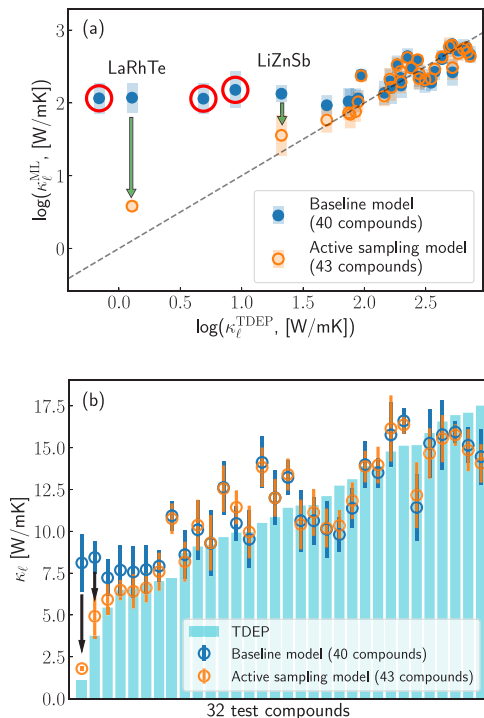 (a)
LaRhTe
LiZnSb
3
2
1
0
log(κℓ^ML, [W/mK])
Baseline model
(40 compounds)
Active sampling model
(43 compounds)
0.0 0.5 1.0 1.5 2.0 2.5
log(κℓ^TDEP, [W/mK])
(b)
17.5
15.0
12.5
10.0
7.5
5.0
2.5
0.0
κℓ [W/mK]
TDEP
Baseline model (40 compounds)
Active sampling model (43 compounds)
32 test compounds